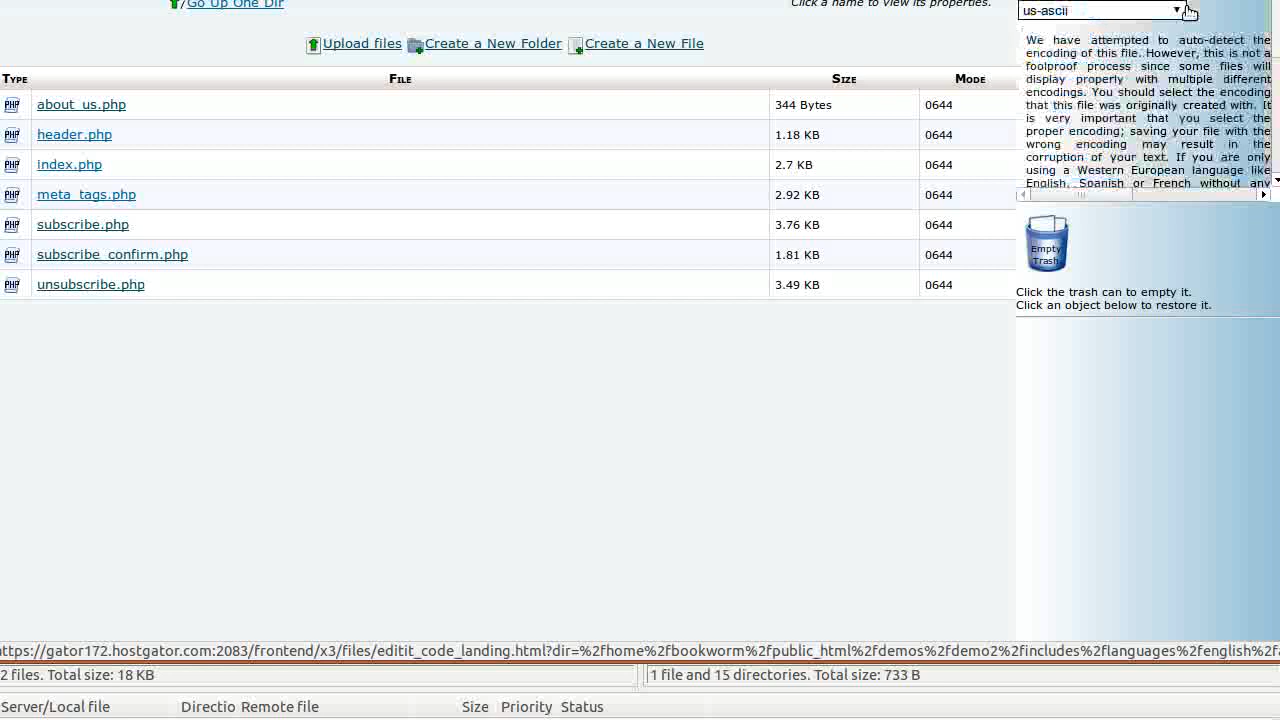 /Go Up One Dir
Click a name to view its properties.
us-ascii
Upload files Create a New Folder Create a New File
We have attempted to auto-detect the
encoding of this file. However, this is not a
foolproof process since some files will
display properly with multiple different
encodings. You should select the encoding
that this file was originally created with. It
is very important that you select the
proper encoding; saving your file with the
wrong encoding may result in the
corruption of your text. If you are only
using a Western European language like
English, Spanish or French without any
Type File Size Mode
PHP about_us.php 344 Bytes 0644
PHP header.php 1.18 KB 0644
PHP index.php 2.7 KB 0644
PHP meta_tags.php 2.92 KB 0644
PHP subscribe.php 3.76 KB 0644
PHP subscribe_confirm.php 1.81 KB 0644
PHP unsubscribe.php 3.49 KB 0644
Empty
Trash
Click the trash can to empty it.
Click an object below to restore it.
https://gator172.hostgator.com:2083/frontend/x3/files/editit_code_landing.html?dir=%2fhome%2fbookworm%2fpublic_html%2fdemos%2fdemo2%2fincludes%2flanguages%2fenglish%2f
2 files. Total size: 18 KB
1 file and 15 directories. Total size: 733 B
Server/Local file Directio Remote file Size Priority Status